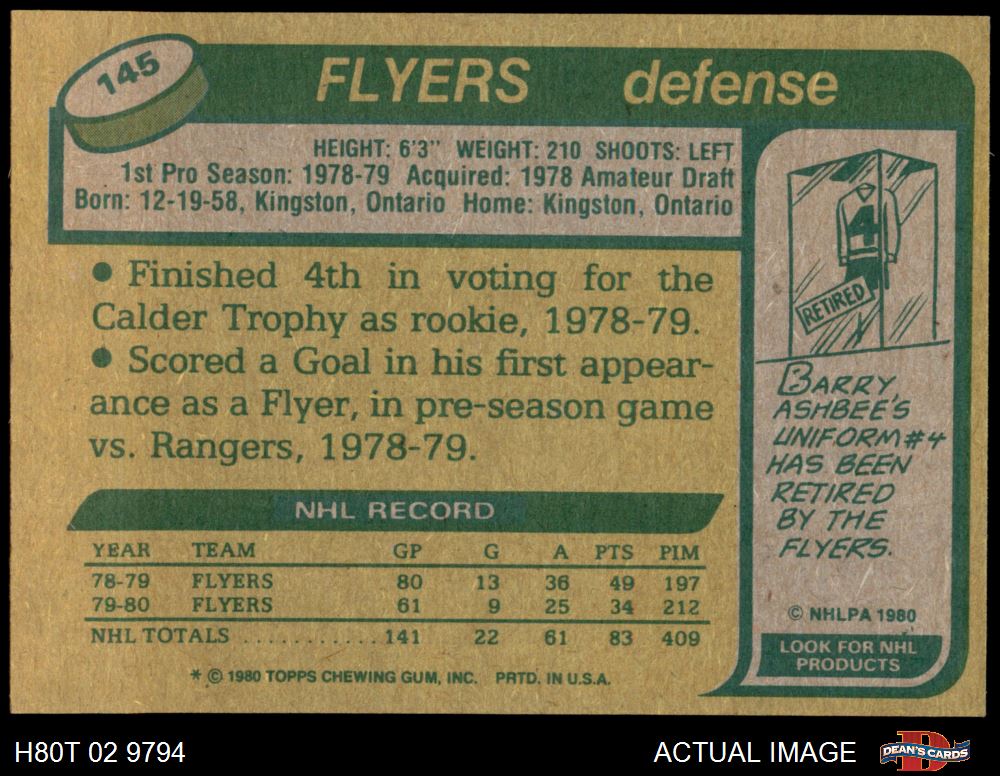 145
FLYERS defense
HEIGHT: 6'3" WEIGHT: 210 SHOOTS: LEFT
1st Pro Season: 1978-79 Acquired: 1978 Amateur Draft
Born: 12-19-58, Kingston, Ontario Home: Kingston, Ontario
• Finished 4th in voting for the
Calder Trophy as rookie, 1978-79.
• Scored a Goal in his first appear-
ance as a Flyer, in pre-season game
vs. Rangers, 1978-79.
NHL RECORD
YEAR TEAM GP G A PTS PIM
78-79 FLYERS 80 13 36 49 197
79-80 FLYERS 61 9 25 34 212
NHL TOTALS ........... 141 22 61 83 409
* © 1980 TOPPS CHEWING GUM, INC. PRTD. IN U.S.A.
4
RETIRED
BARRY
ASHBEE'S
UNIFORM #4
HAS BEEN
RETIRED
BY THE
FLYERS.
© NHLPA 1980
LOOK FOR NHL
PRODUCTS
H80T 02 9794
ACTUAL IMAGE
D
DEAN'S CARDS